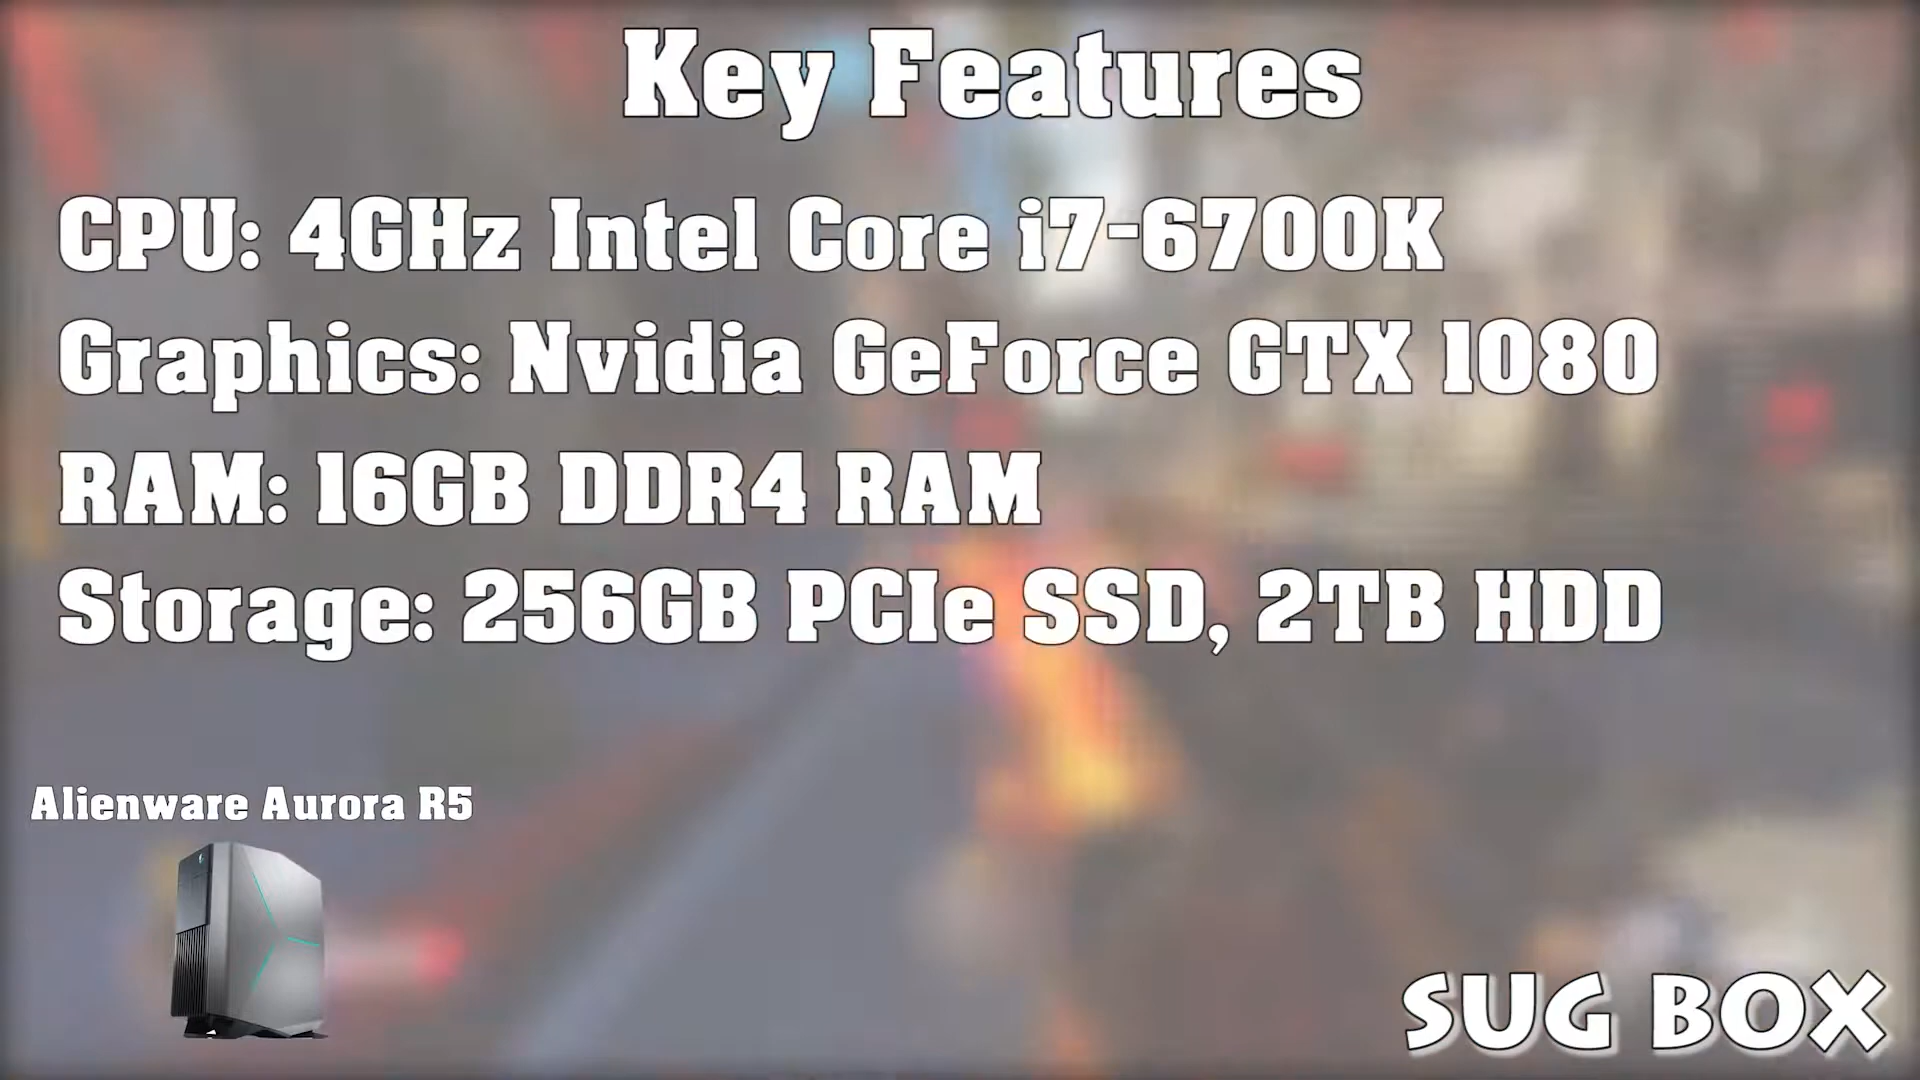 Key Features
CPU: 4GHz Intel Core i7-6700K
Graphics: Nvidia GeForce GTX 1080
RAM: 16GB DDR4 RAM
Storage: 256GB PCIe SSD, 2TB HDD
Alienware Aurora R5
SUG BOX